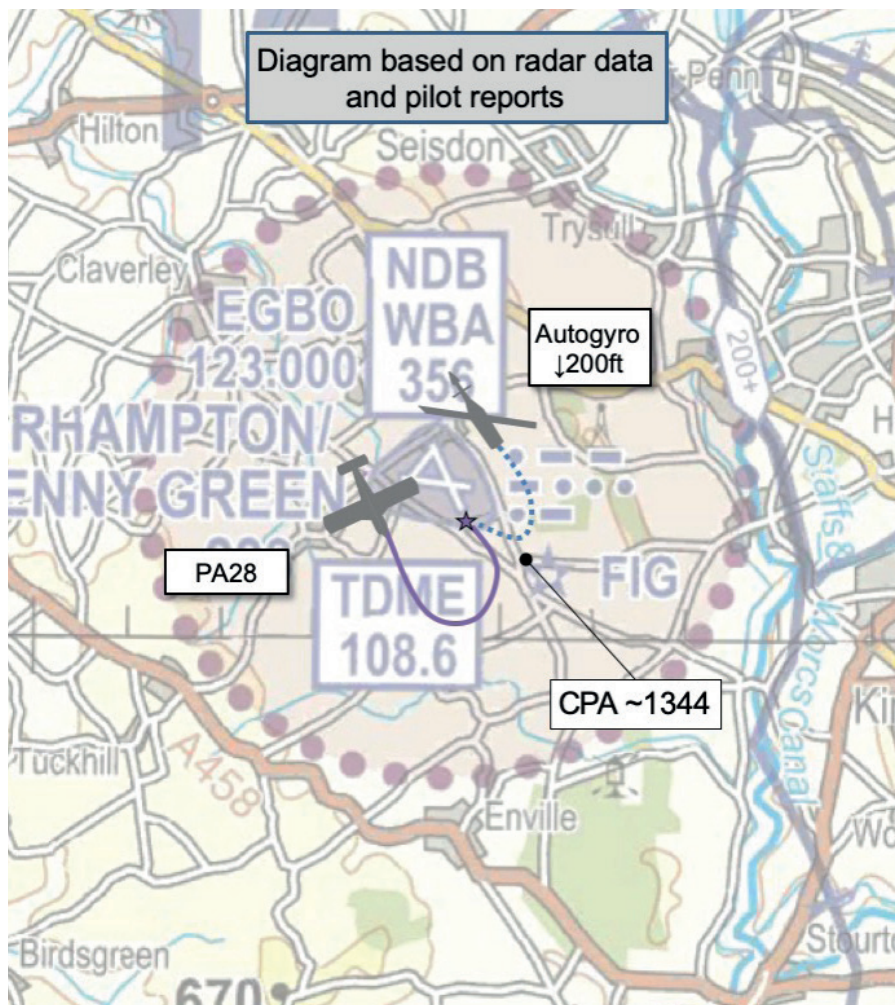 Diagram based on radar data
and pilot reports
Penn
Hilton
Seisdon
Trysull
Claverley
NDB
WBA
356
EGBO
123.000
Autogyro
↓200ft
200+
RHAMPTON/
ENNY GREEN
PA28
TDME
108.6
FIG
Staffs &
Worcs Canal
CPA ~1344
Tuckhill
A458
Enville
Birdsgreen
670
Stourto